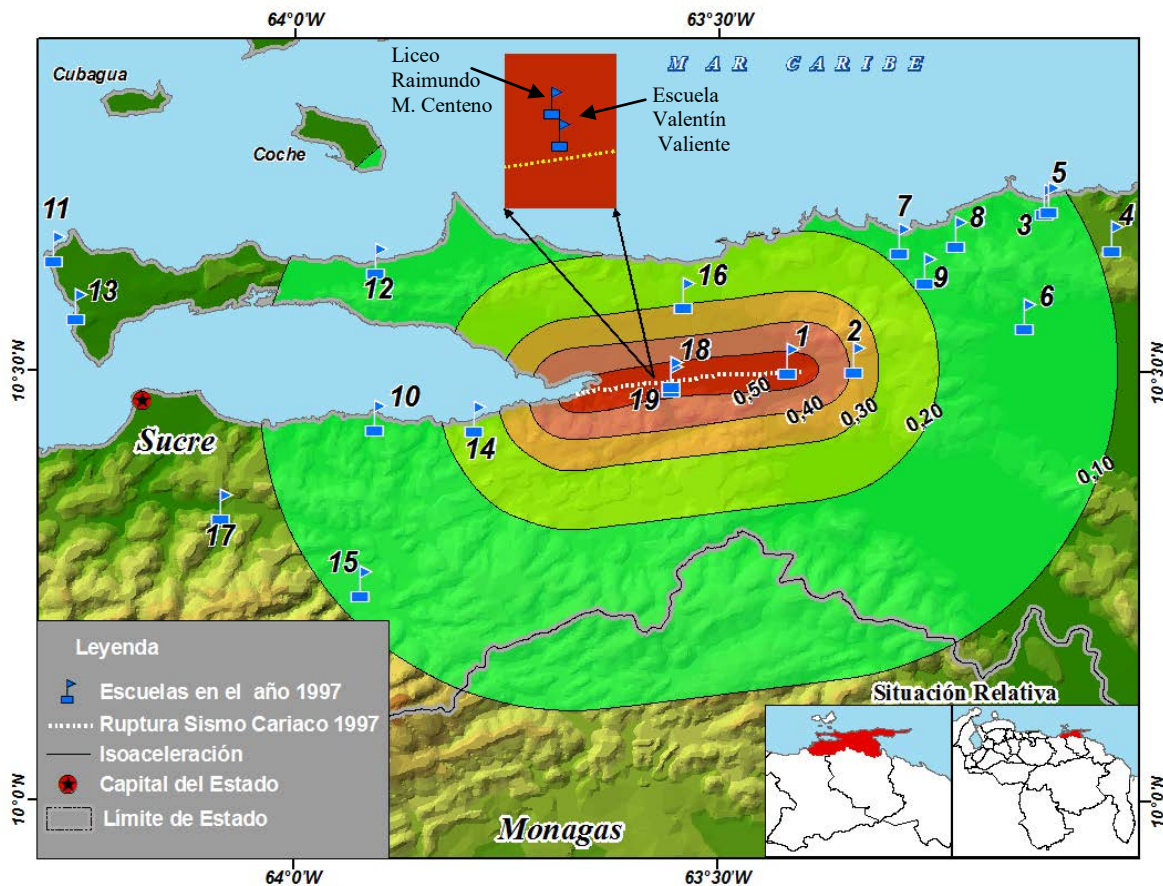 64°0'W
63°30'W
Cubagua
Coche
Liceo
Raimundo
M. Centeno
Escuela
Valentín
Valiente
MAR CARIBE
11
13
12
16
7
8
5
3
4
9
6
10°30'N
10°30'N
10
14
18
19
1
2
0,50
0,40
0,30
0,20
0,10
Sucre
17
15
Leyenda
Escuelas en el año 1997
Ruptura Sismo Cariaco 1997
Isoaceleración
Capital del Estado
Límite de Estado
Situación Relativa
Monagas
10°0'N
10°0'N
64°0'W
63°30'W